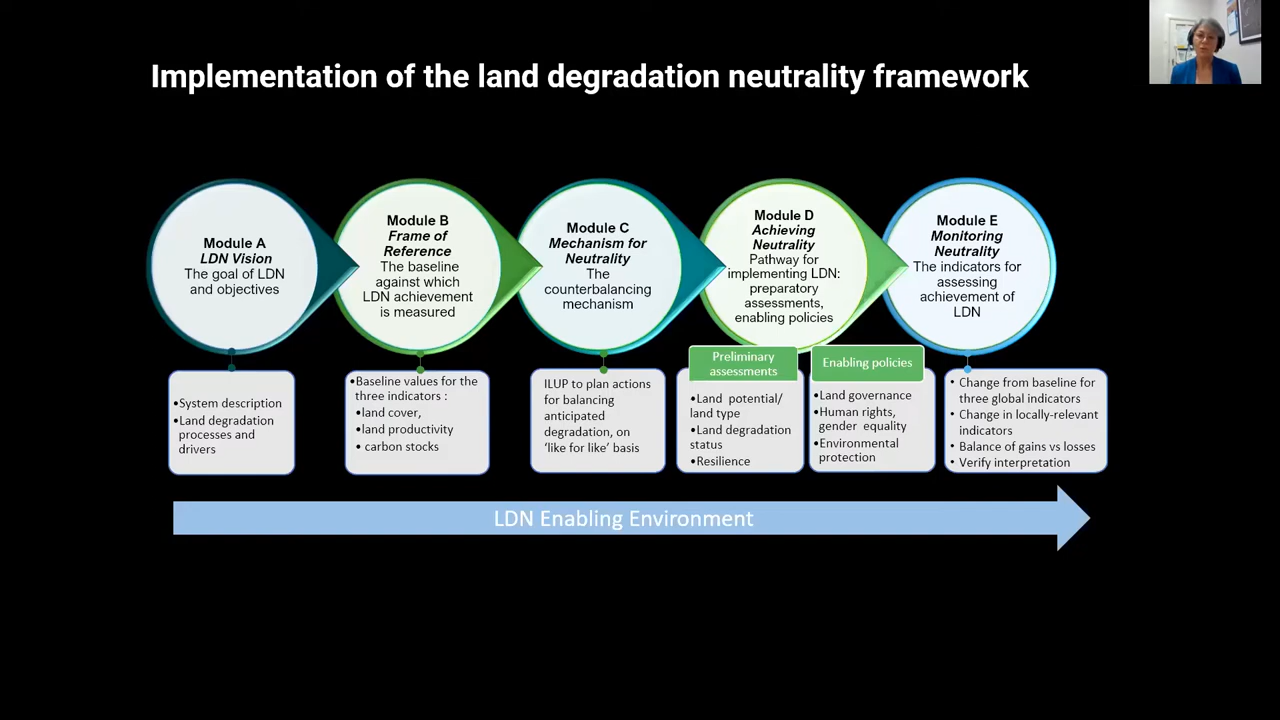 Implementation of the land degradation neutrality framework
Module A
LDN Vision
The goal of LDN
and objectives
Module B
Frame of
Reference
The baseline
against which
LDN achievement
is measured
Module C
Mechanism for
Neutrality
The
counterbalancing
mechanism
Module D
Achieving
Neutrality
Pathway for
implementing LDN:
preparatory
assessments,
enabling policies
Module E
Monitoring
Neutrality
The indicators for
assessing
achievement of
LDN
•System description
•Land degradation
processes and
drivers
•Baseline values for the
three indicators :
•land cover,
•land productivity
• carbon stocks
ILUP to plan actions
for balancing
anticipated
degradation, on
‘like for like’ basis
Preliminary
assessments
•Land potential/
land type
•Land degradation
status
•Resilience
Enabling policies
•Land governance
•Human rights,
gender equality
•Environmental
protection
• Change from baseline for
three global indicators
• Change in locally-relevant
indicators
• Balance of gains vs losses
• Verify interpretation
LDN Enabling Environment